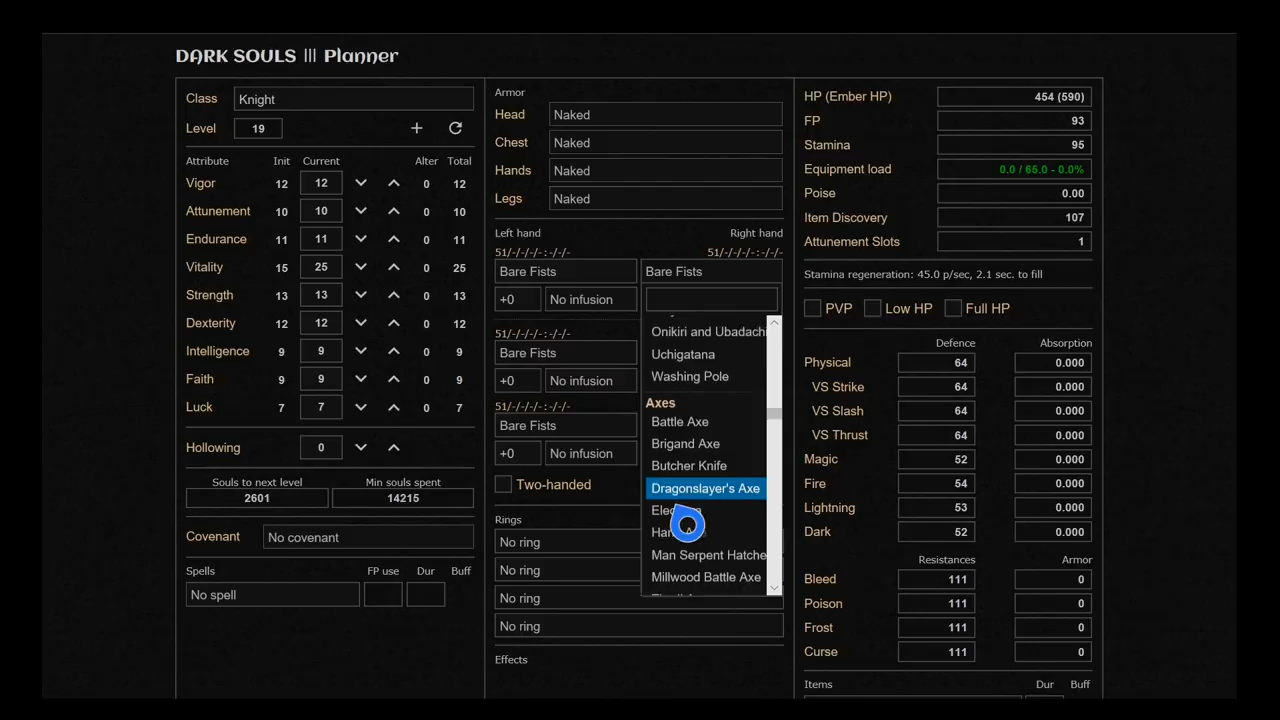 DARK SOULS III Planner
Class Knight
Level 19 +
Attribute Init Current Alter Total
Vigor 12 12 0 12
Attunement 10 10 0 10
Endurance 11 11 0 11
Vitality 15 25 0 25
Strength 13 13 0 13
Dexterity 12 12 0 12
Intelligence 9 9 0 9
Faith 9 9 0 9
Luck 7 7 0 7
Hollowing 0
Souls to next level Min souls spent
2601 14215
Covenant No covenant
Spells FP use Dur Buff
No spell
Armor
Head Naked
Chest Naked
Hands Naked
Legs Naked
Left hand Right hand
51/-/-/-/-:-/-/- 51/-/-/-/-:-/-/-
Bare Fists Bare Fists
+0 No infusion
51/-/-/-/-:-/-/-
Bare Fists
+0 No infusion
51/-/-/-/-:-/-/-
Bare Fists
+0 No infusion
Two-handed
Onikiri and Ubadachi
Uchigatana
Washing Pole
Axes
Battle Axe
Brigand Axe
Butcher Knife
Dragonslayer's Axe
Man Serpent Hatche
Millwood Battle Axe
Rings
No ring
No ring
No ring
No ring
Effects
HP (Ember HP) 454 (590)
FP 93
Stamina 95
Equipment load 0.0 / 65.0 - 0.0%
Poise 0.00
Item Discovery 107
Attunement Slots 1
Stamina regeneration: 45.0 p/sec, 2.1 sec. to fill
PVP Low HP Full HP
Defence Absorption
Physical 64 0.000
VS Strike 64 0.000
VS Slash 64 0.000
VS Thrust 64 0.000
Magic 52 0.000
Fire 54 0.000
Lightning 53 0.000
Dark 52 0.000
Resistances Armor
Bleed 111 0
Poison 111 0
Frost 111 0
Curse 111 0
Items Dur Buff